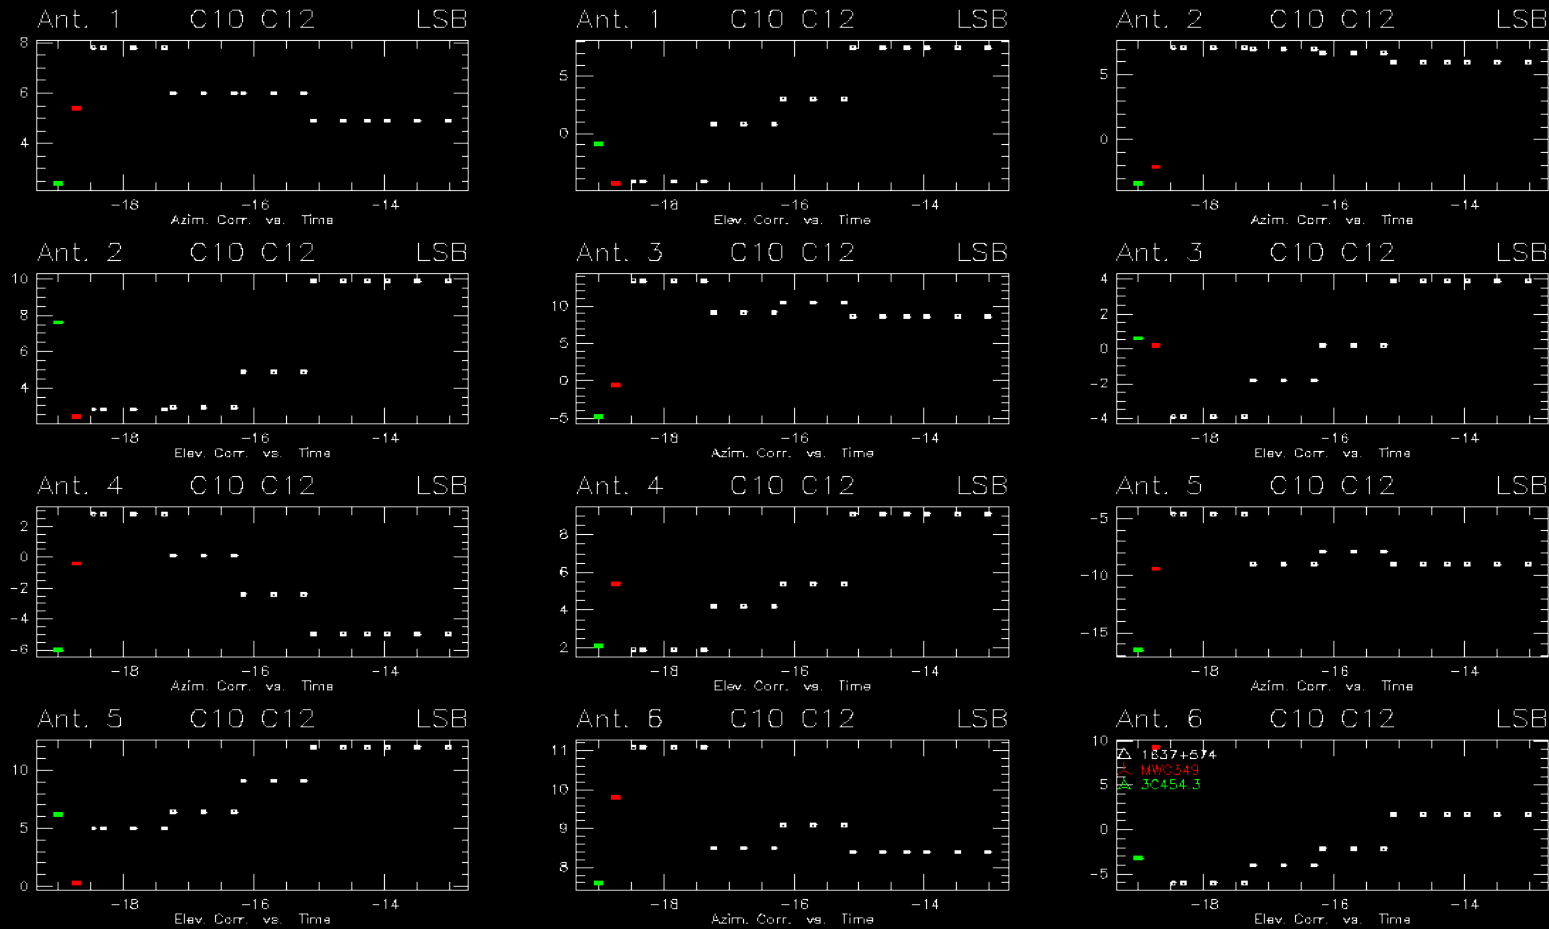 Ant. 1 C10 C12 LSB
8
6
4
-18 -16 -14
Azim. Corr. vs. Time
Ant. 1 C10 C12 LSB
5
0
-18 -16 -14
Elev. Corr. vs. Time
Ant. 2 C10 C12 LSB
5
0
-18 -16 -14
Azim. Corr. vs. Time
Ant. 2 C10 C12 LSB
10
8
6
4
-18 -16 -14
Elev. Corr. vs. Time
Ant. 3 C10 C12 LSB
10
5
0
-5
-18 -16 -14
Azim. Corr. vs. Time
Ant. 3 C10 C12 LSB
4
2
0
-2
-4
-18 -16 -14
Elev. Corr. vs. Time
Ant. 4 C10 C12 LSB
2
0
-2
-4
-6
-18 -16 -14
Azim. Corr. vs. Time
Ant. 4 C10 C12 LSB
8
6
4
2
-18 -16 -14
Elev. Corr. vs. Time
Ant. 5 C10 C12 LSB
-5
-10
-15
-18 -16 -14
Azim. Corr. vs. Time
Ant. 5 C10 C12 LSB
10
5
0
-18 -16 -14
Elev. Corr. vs. Time
Ant. 6 C10 C12 LSB
11
10
9
8
-18 -16 -14
Azim. Corr. vs. Time
Ant. 6 C10 C12 LSB
10
5
0
-5
1637+574
MWC349
3C454.3
-18 -16 -14
Elev. Corr. vs. Time